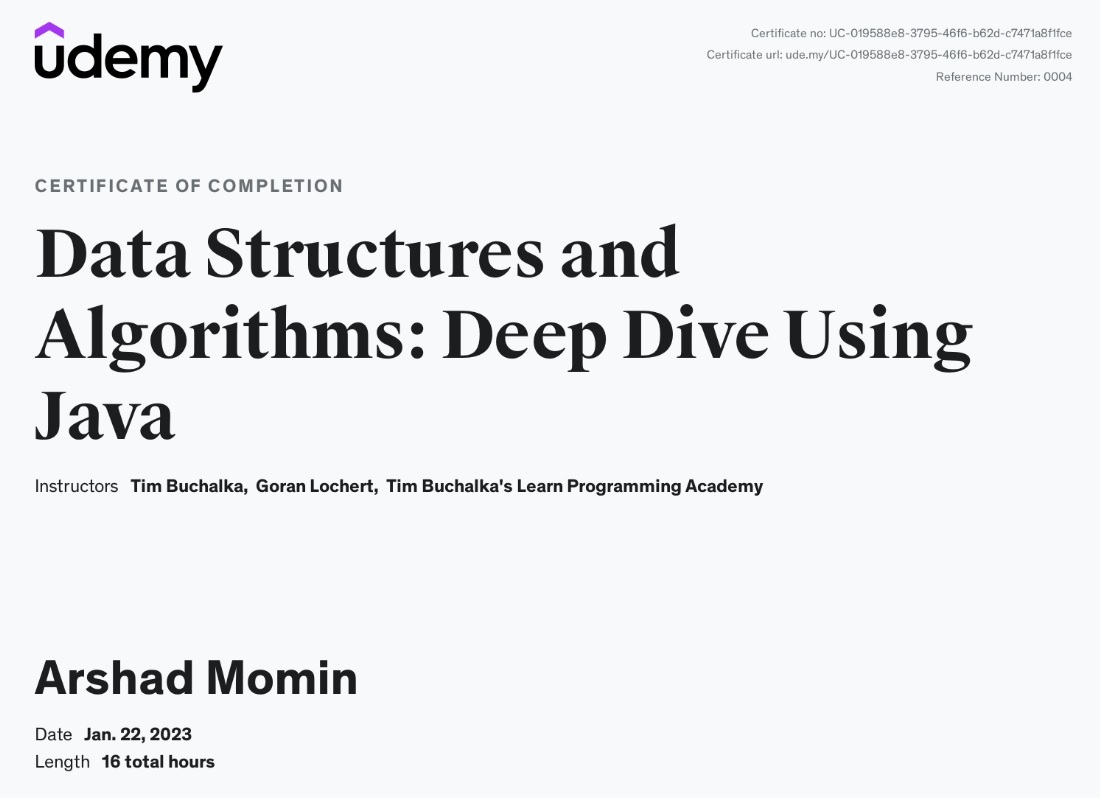 udemy
Certificate no: UC-019588e8-3795-46f6-b62d-c7471a8f1fce
Certificate url: ude.my/UC-019588e8-3795-46f6-b62d-c7471a8f1fce
Reference Number: 0004
CERTIFICATE OF COMPLETION
Data Structures and
Algorithms: Deep Dive Using
Java
Instructors Tim Buchalka, Goran Lochert, Tim Buchalka's Learn Programming Academy
Arshad Momin
Date Jan. 22, 2023
Length 16 total hours